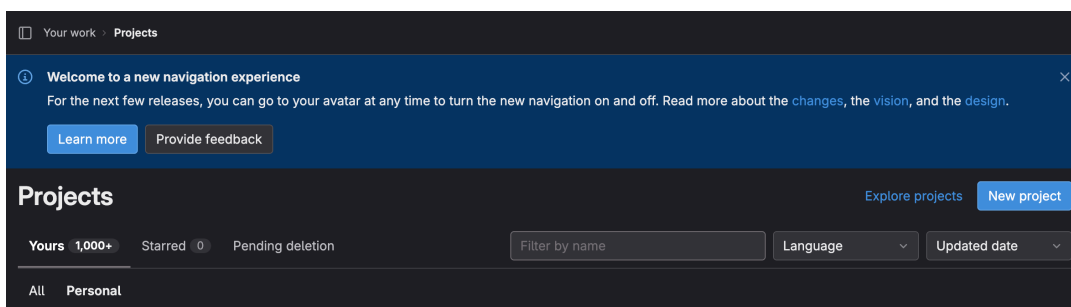 Your work › Projects
Welcome to a new navigation experience
For the next few releases, you can go to your avatar at any time to turn the new navigation on and off. Read more about the changes, the vision, and the design.
Learn more Provide feedback
Projects
Explore projects New project
Yours 1,000+ Starred 0 Pending deletion Filter by name Language Updated date
All Personal